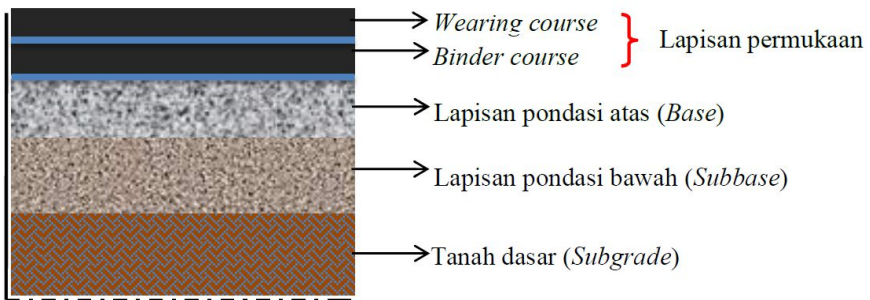 Wearing course
Binder course
Lapisan permukaan
Lapisan pondasi atas (Base)
Lapisan pondasi bawah (Subbase)
Tanah dasar (Subgrade)